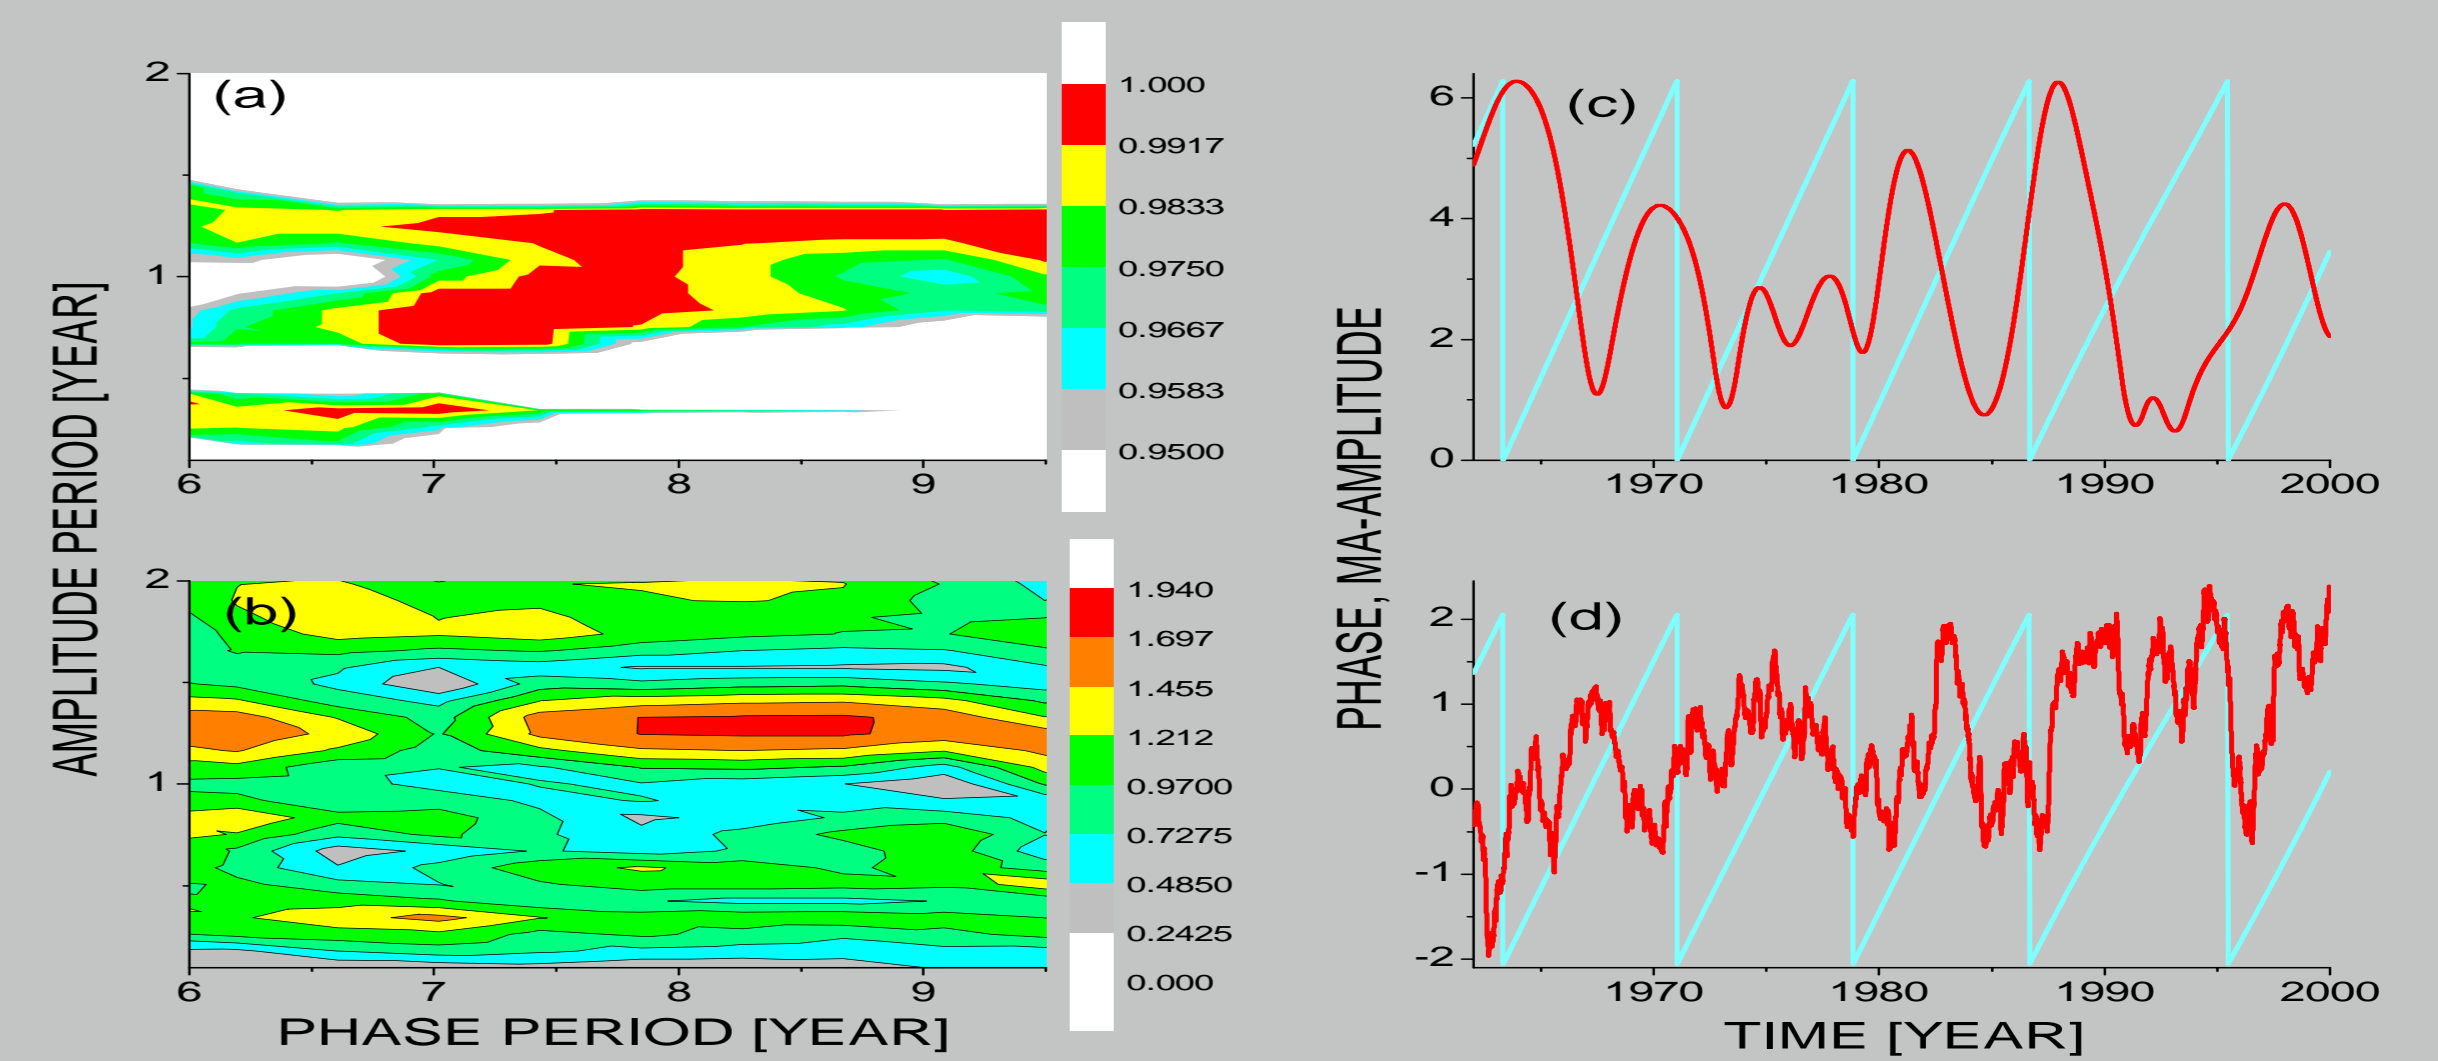 AMPLITUDE PERIOD [YEAR]
(a)
2
1
6 7 8 9
1.000
0.9917
0.9833
0.9750
0.9667
0.9583
0.9500
(b)
2
1
6 7 8 9
PHASE PERIOD [YEAR]
1.940
1.697
1.455
1.212
0.9700
0.7275
0.4850
0.2425
0.000
PHASE, MA-AMPLITUDE
(c)
6
4
2
0
1970 1980 1990 2000
(d)
2
1
0
-1
-2
1970 1980 1990 2000
TIME [YEAR]